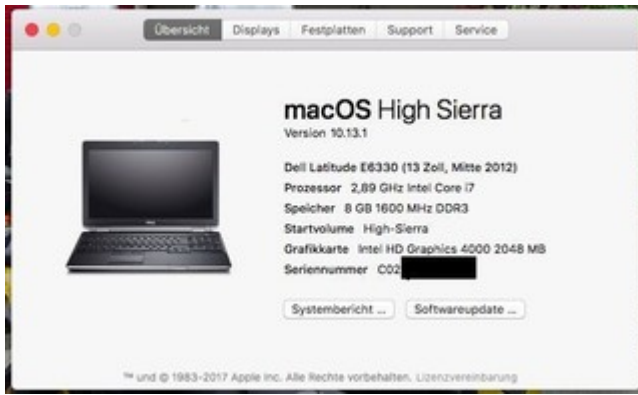 Übersicht Displays Festplatten Support Service
macOS High Sierra
Version 10.13.1
Dell Latitude E6330 (13 Zoll, Mitte 2012)
Prozessor 2,89 GHz Intel Core i7
Speicher 8 GB 1600 MHz DDR3
Startvolume High-Sierra
Grafikkarte Intel HD Graphics 4000 2048 MB
Seriennummer C02
Systembericht ... Softwareupdate ...
™ und © 1983-2017 Apple Inc. Alle Rechte vorbehalten. Lizenzvereinbarung